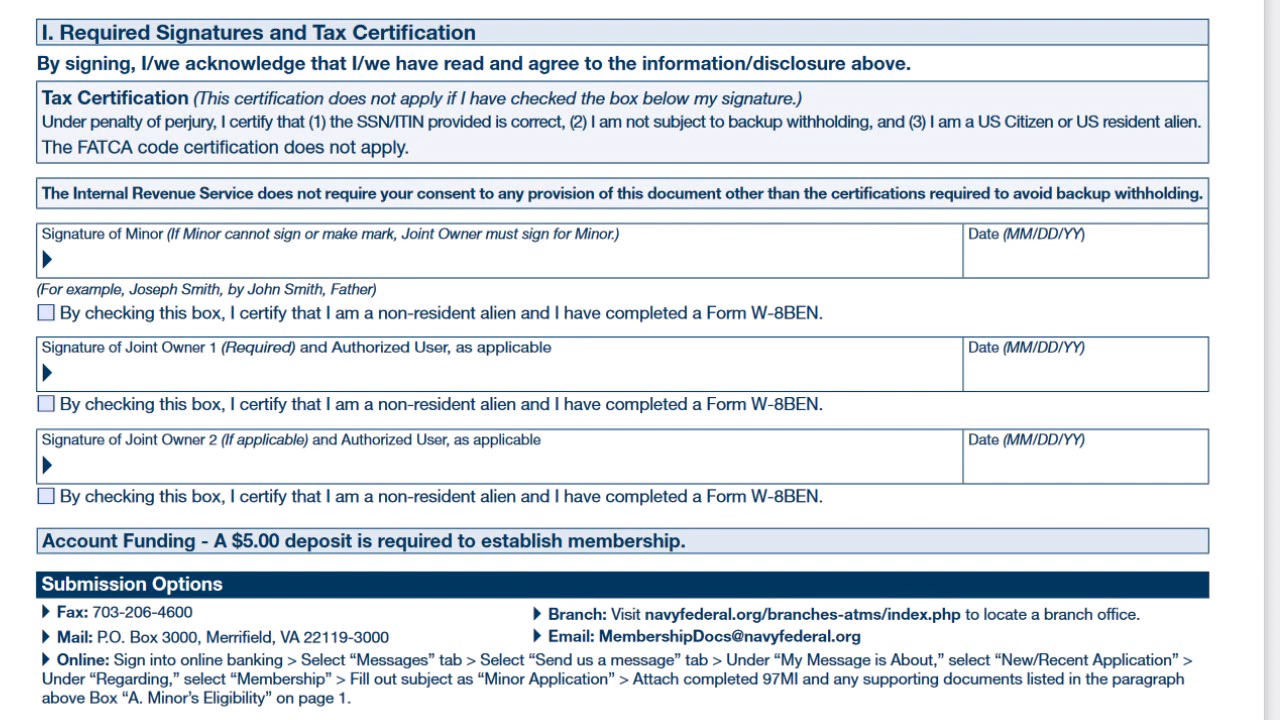 I. Required Signatures and Tax Certification
By signing, I/we acknowledge that I/we have read and agree to the information/disclosure above.
Tax Certification (This certification does not apply if I have checked the box below my signature.)
Under penalty of perjury, I certify that (1) the SSN/ITIN provided is correct, (2) I am not subject to backup withholding, and (3) I am a US Citizen or US resident alien.
The FATCA code certification does not apply.
The Internal Revenue Service does not require your consent to any provision of this document other than the certifications required to avoid backup withholding.
Signature of Minor (If Minor cannot sign or make mark, Joint Owner must sign for Minor.)
Date (MM/DD/YY)
(For example, Joseph Smith, by John Smith, Father)
By checking this box, I certify that I am a non-resident alien and I have completed a Form W-8BEN.
Signature of Joint Owner 1 (Required) and Authorized User, as applicable
Date (MM/DD/YY)
By checking this box, I certify that I am a non-resident alien and I have completed a Form W-8BEN.
Signature of Joint Owner 2 (If applicable) and Authorized User, as applicable
Date (MM/DD/YY)
By checking this box, I certify that I am a non-resident alien and I have completed a Form W-8BEN.
Account Funding - A $5.00 deposit is required to establish membership.
Submission Options
Fax: 703-206-4600
Branch: Visit navyfederal.org/branches-atms/index.php to locate a branch office.
Mail: P.O. Box 3000, Merrifield, VA 22119-3000
Email: MembershipDocs@navyfederal.org
Online: Sign into online banking > Select “Messages” tab > Select “Send us a message” tab > Under “My Message is About,” select “New/Recent Application” >
Under “Regarding,” select “Membership” > Fill out subject as “Minor Application” > Attach completed 97MI and any supporting documents listed in the paragraph
above Box “A. Minor’s Eligibility” on page 1.